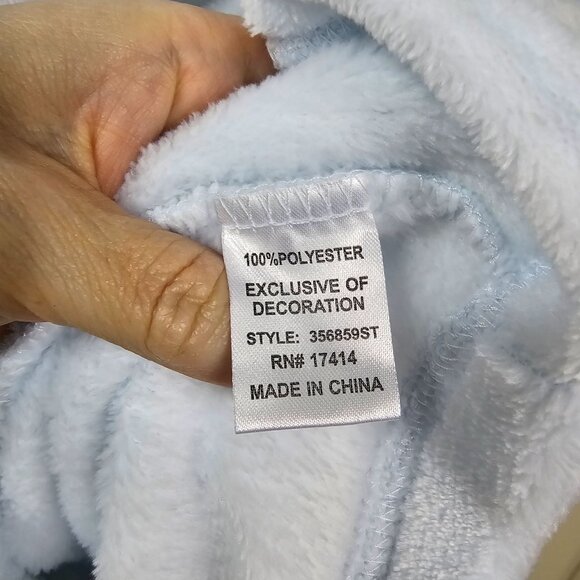 100%POLYESTER
EXCLUSIVE OF
DECORATION
STYLE: 356859ST
RN# 17414
MADE IN CHINA